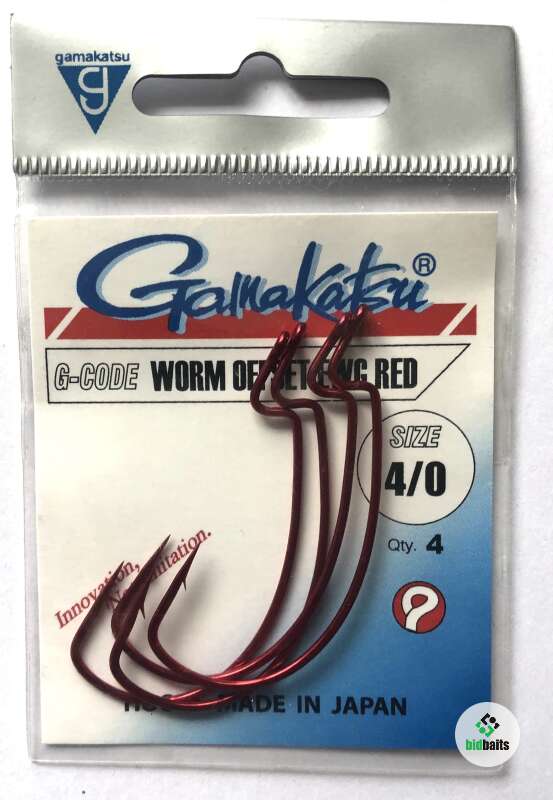 gamakatsu
g
Gamakatsu®
G-CODE WORM RED
SIZE
4/0
Qty. 4
Innovation,
MADE IN JAPAN
bidbaits